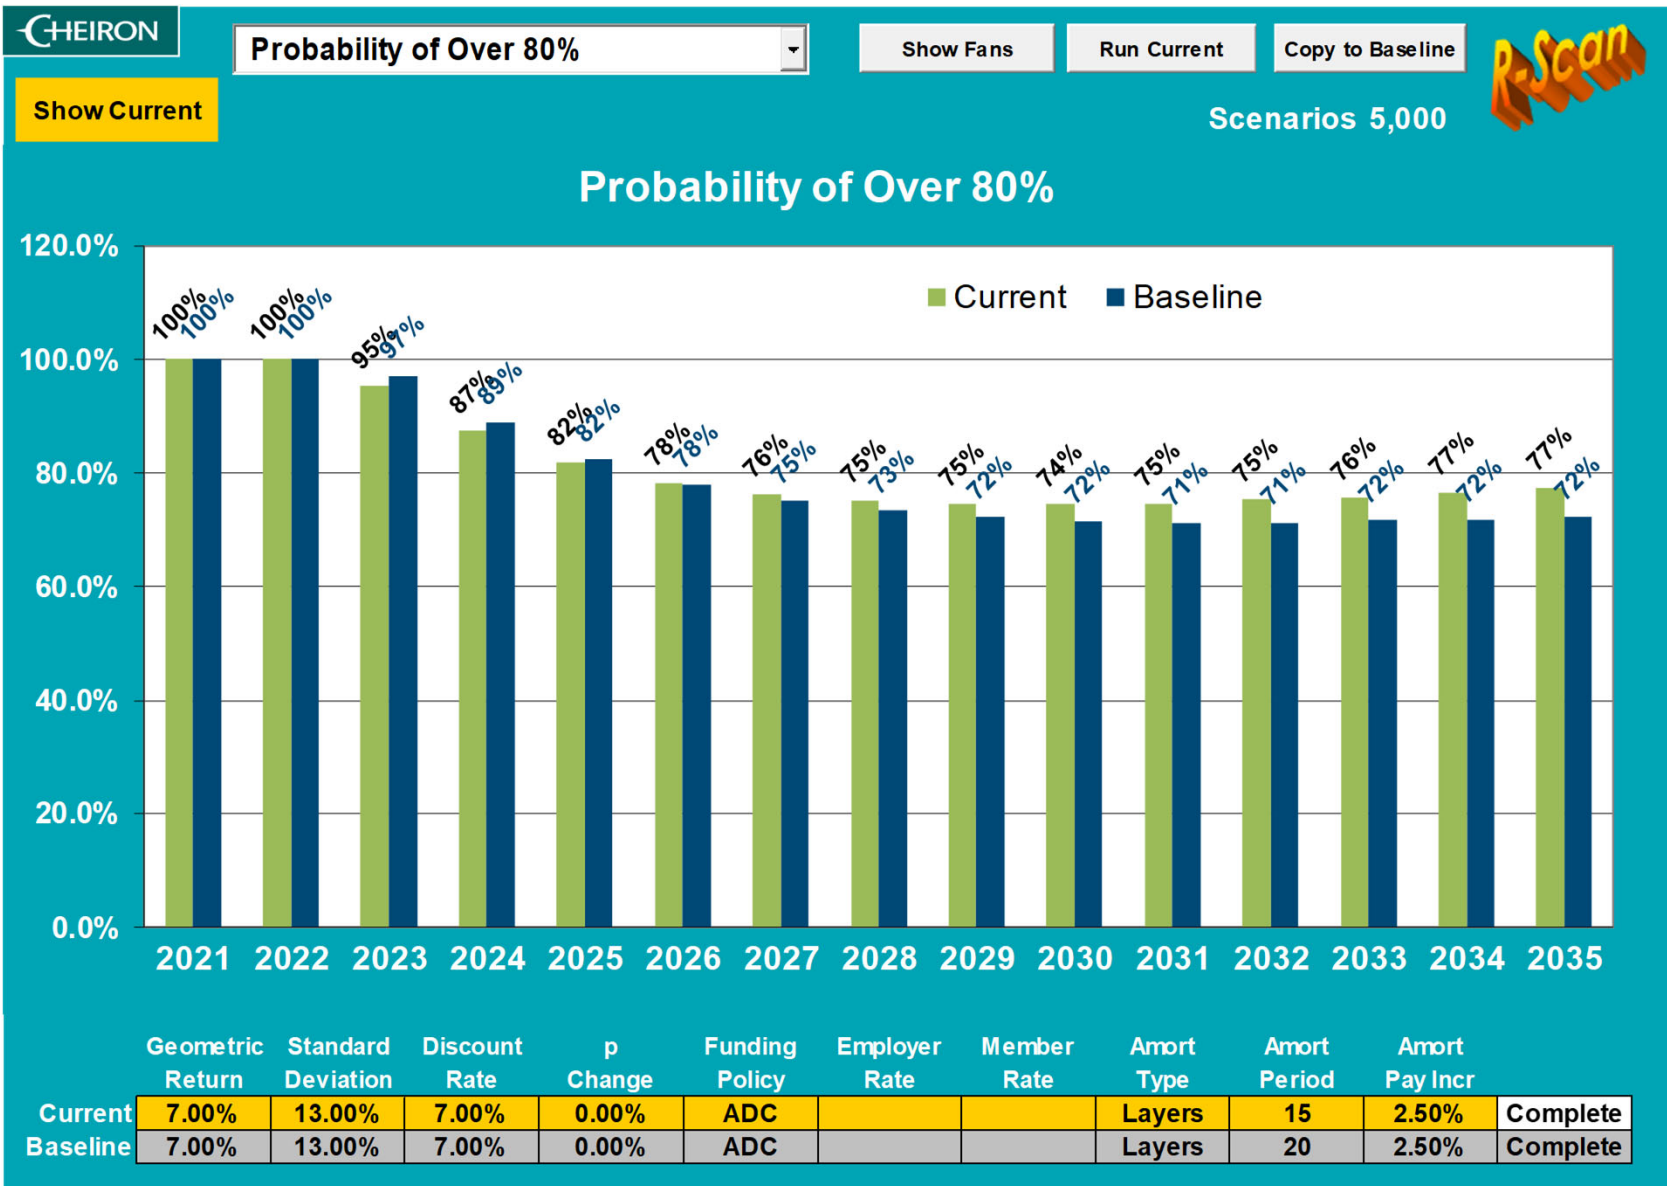 CHEIRON
Probability of Over 80%
Show Fans
Run Current
Copy to Baseline
R-Scan
Show Current
Scenarios 5,000
Probability of Over 80%
Current
Baseline
120.0%
100.0%
80.0%
60.0%
40.0%
20.0%
0.0%
100% 100% 95% 87% 82% 78% 76% 75% 75% 74% 75% 75% 76% 77% 77%
100% 100% 97% 89% 82% 78% 75% 73% 72% 72% 71% 71% 72% 72% 72%
2021 2022 2023 2024 2025 2026 2027 2028 2029 2030 2031 2032 2033 2034 2035
Geometric Standard Discount p Funding Employer Member Amort Amort Amort
Return Deviation Rate Change Policy Rate Rate Type Period Pay Incr
Current 7.00% 13.00% 7.00% 0.00% ADC Layers 15 2.50% Complete
Baseline 7.00% 13.00% 7.00% 0.00% ADC Layers 20 2.50% Complete